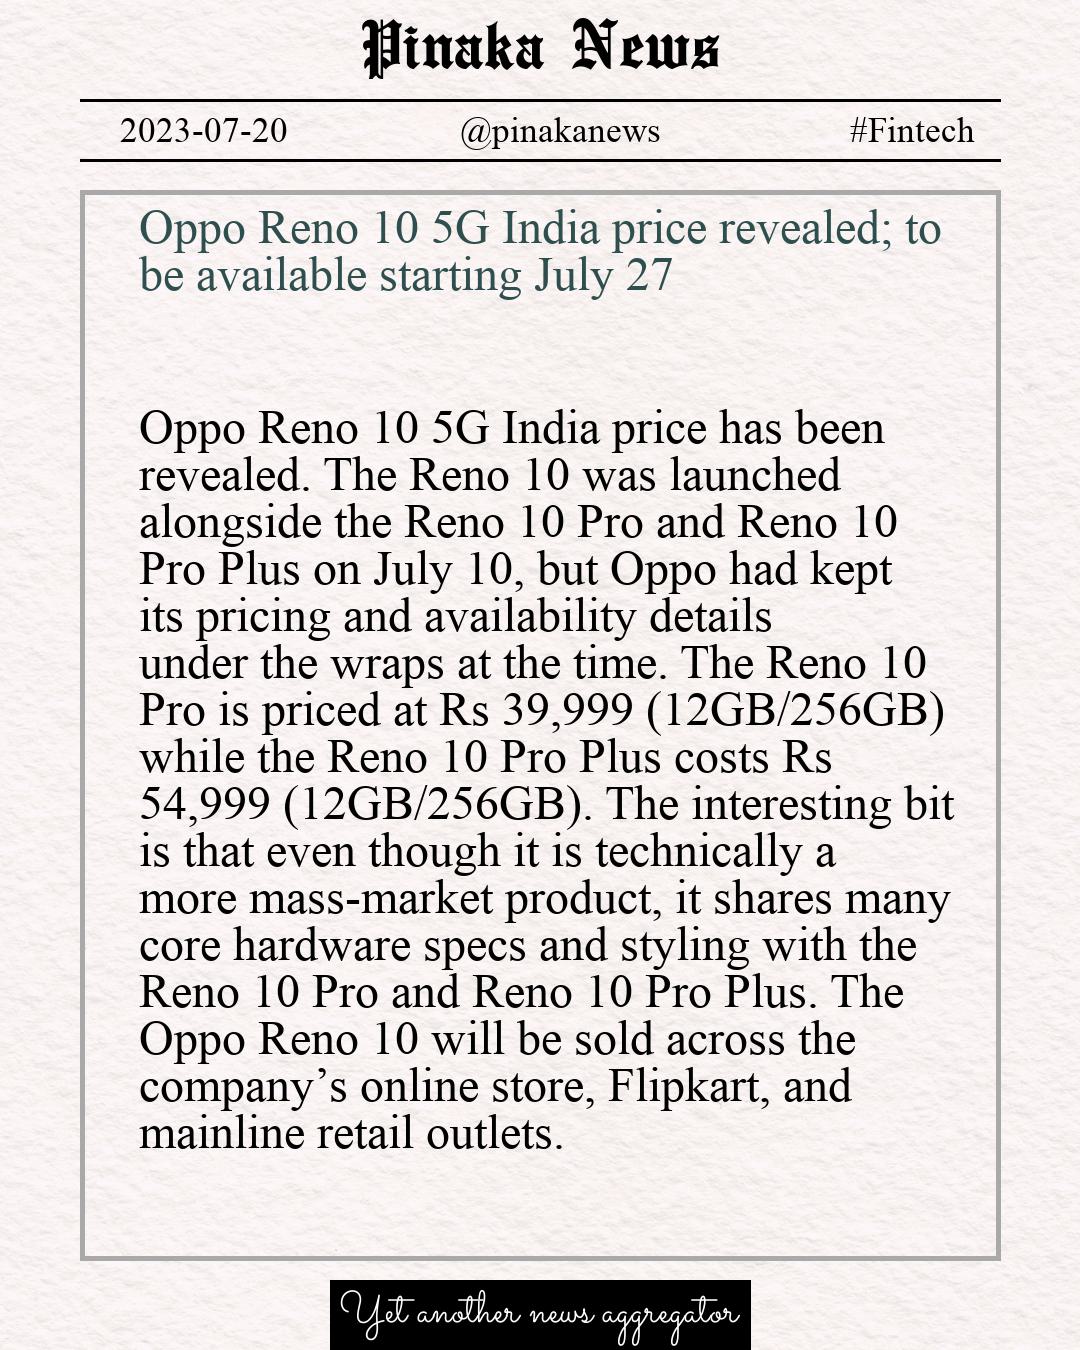 Pinaka News
2023-07-20 @pinakanews #Fintech
Oppo Reno 10 5G India price revealed; to
be available starting July 27
Oppo Reno 10 5G India price has been
revealed. The Reno 10 was launched
alongside the Reno 10 Pro and Reno 10
Pro Plus on July 10, but Oppo had kept
its pricing and availability details
under the wraps at the time. The Reno 10
Pro is priced at Rs 39,999 (12GB/256GB)
while the Reno 10 Pro Plus costs Rs
54,999 (12GB/256GB). The interesting bit
is that even though it is technically a
more mass-market product, it shares many
core hardware specs and styling with the
Reno 10 Pro and Reno 10 Pro Plus. The
Oppo Reno 10 will be sold across the
company’s online store, Flipkart, and
mainline retail outlets.
Yet another news aggregator